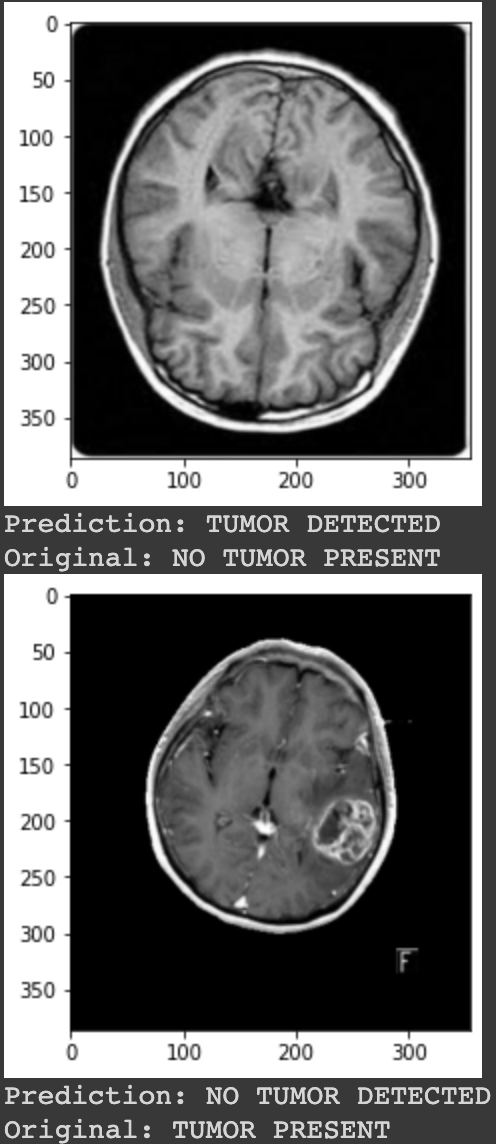 0
50
100
150
200
250
300
350
0 100 200 300
Prediction: TUMOR DETECTED
Original: NO TUMOR PRESENT
0
50
100
150
200
250
300
350
F
0 100 200 300
Prediction: NO TUMOR DETECTED
Original: TUMOR PRESENT